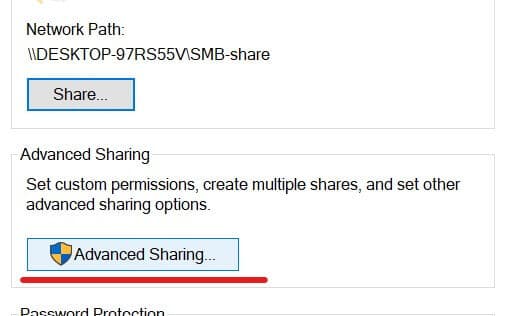 Network Path:
\\DESKTOP-97RS55V\SMB-share
Share...
Advanced Sharing
Set custom permissions, create multiple shares, and set other
advanced sharing options.
Advanced Sharing...
Password Protection